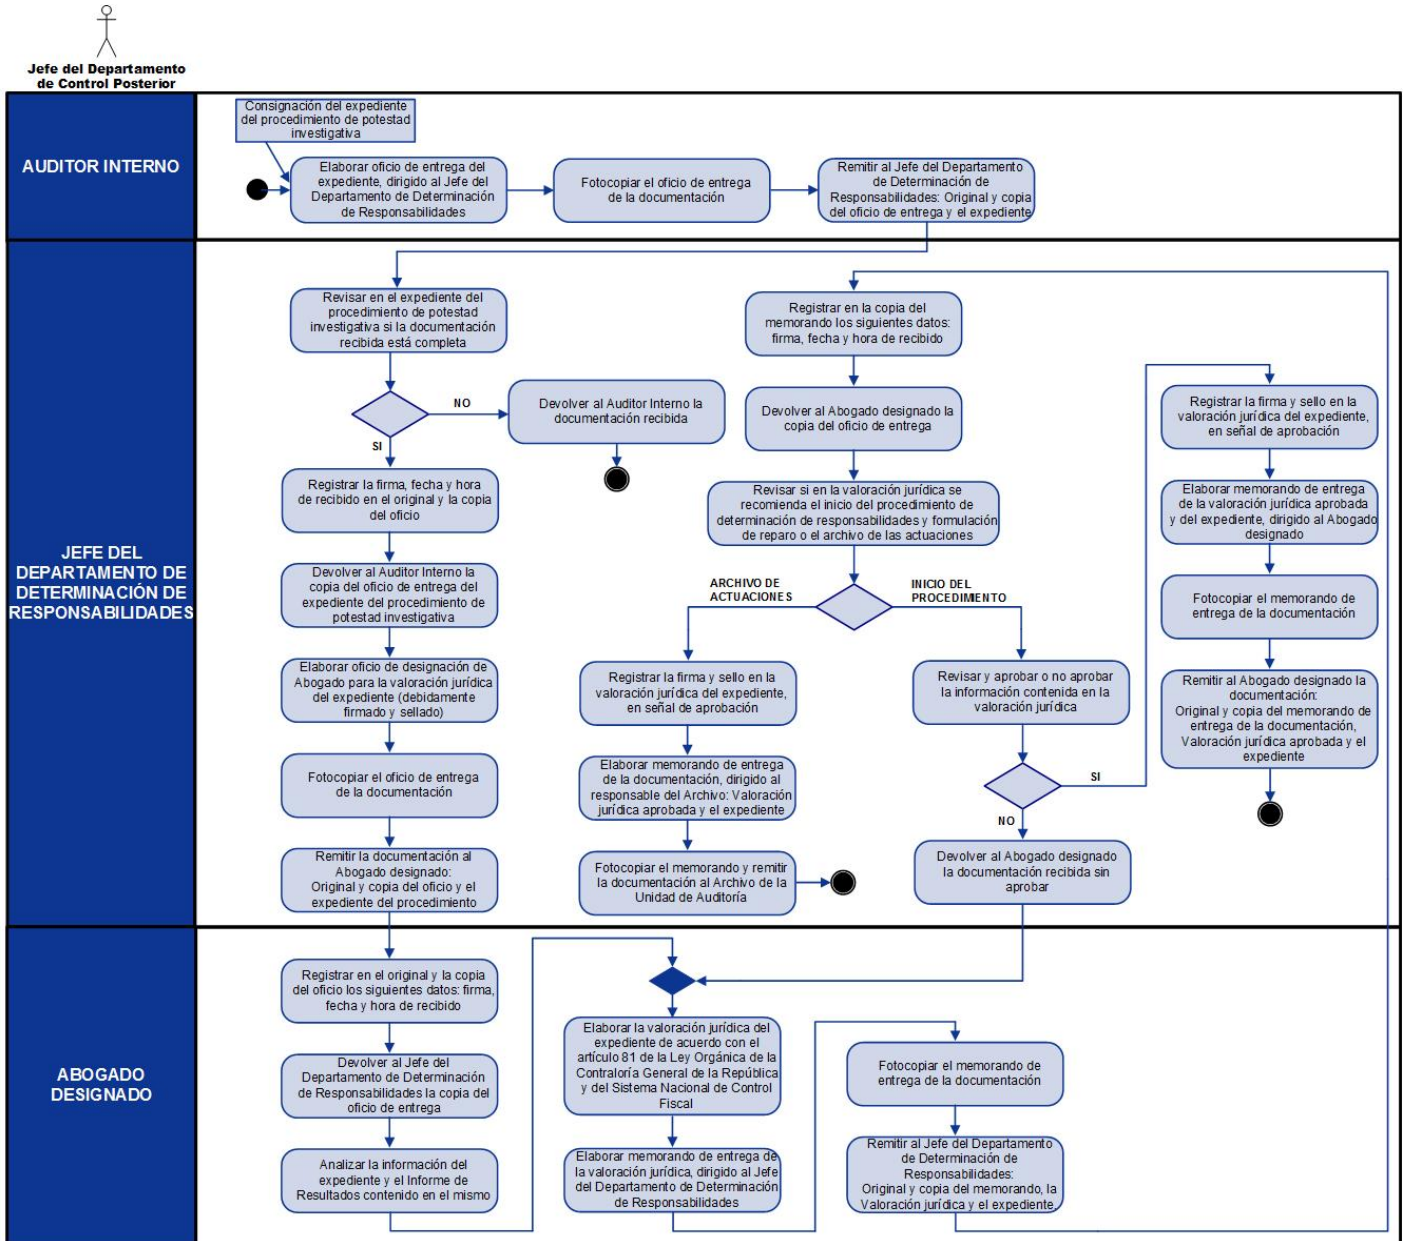 Jefe del Departamento
de Control Posterior
AUDITOR INTERNO
Consignación del expediente
del procedimiento de potestad
investigativa
Elaborar oficio de entrega del
expediente, dirigido al Jefe del
Departamento de Determinación
de Responsabilidades
Fotocopiar el oficio de entrega
de la documentación
Remitir al Jefe del Departamento
de Determinación de
Responsabilidades: Original y copia
del oficio de entrega y el expediente
JEFE DEL
DEPARTAMENTO DE
DETERMINACIÓN DE
RESPONSABILIDADES
Revisar en el expediente del
procedimiento de potestad
investigativa si la documentación
recibida está completa
NO
Devolver al Auditor Interno la
documentación recibida
SI
Registrar la firma, fecha y hora
de recibido en el original y la copia
del oficio
Devolver al Auditor Interno la
copia del oficio de entrega del
expediente del procedimiento de
potestad investigativa
Elaborar oficio de designación de
Abogado para la valoración jurídica
del expediente (debidamente
firmado y sellado)
Fotocopiar el oficio de entrega
de la documentación
Remitir la documentación al
Abogado designado:
Original y copia del oficio y el
expediente del procedimiento
Registrar en la copia del
memorando los siguientes datos:
firma, fecha y hora de recibido
Devolver al Abogado designado la
copia del oficio de entrega
Revisar si en la valoración jurídica se
recomienda el inicio del procedimiento de
determinación de responsabilidades y formulación
de reparo o el archivo de las actuaciones
ARCHIVO DE
ACTUACIONES
INICIO DEL
PROCEDIMIENTO
Registrar la firma y sello en la
valoración jurídica del expediente,
en señal de aprobación
Elaborar memorando de entrega
de la documentación, dirigido al
responsable del Archivo: Valoración
jurídica aprobada y el expediente
Fotocopiar el memorando y remitir
la documentación al Archivo de la
Unidad de Auditoría
Revisar y aprobar o no aprobar
la información contenida en la
valoración jurídica
SI
NO
Devolver al Abogado designado
la documentación recibida sin
aprobar
Registrar la firma y sello en la
valoración jurídica del expediente,
en señal de aprobación
Elaborar memorando de entrega
de la valoración jurídica aprobada
y del expediente, dirigido al Abogado
designado
Fotocopiar el memorando de
entrega de la documentación
Remitir al Abogado designado la
documentación:
Original y copia del memorando de
entrega de la documentación,
Valoración jurídica aprobada y el
expediente
ABOGADO
DESIGNADO
Registrar en el original y la copia
del oficio los siguientes datos: firma,
fecha y hora de recibido
Devolver al Jefe del
Departamento de Determinación
de Responsabilidades la copia del
oficio de entrega
Analizar la información del
expediente y el Informe de
Resultados contenido en el mismo
Elaborar la valoración jurídica del
expediente de acuerdo con el
artículo 81 de la Ley Orgánica de la
Contraloría General de la República
y del Sistema Nacional de Control
Fiscal
Elaborar memorando de entrega de
la valoración jurídica, dirigido al Jefe
del Departamento de Determinación
de Responsabilidades
Fotocopiar el memorando de
entrega de la documentación
Remitir al Jefe del Departamento
de Determinación de
Responsabilidades:
Original y copia del memorando, la
Valoración jurídica y el expediente.